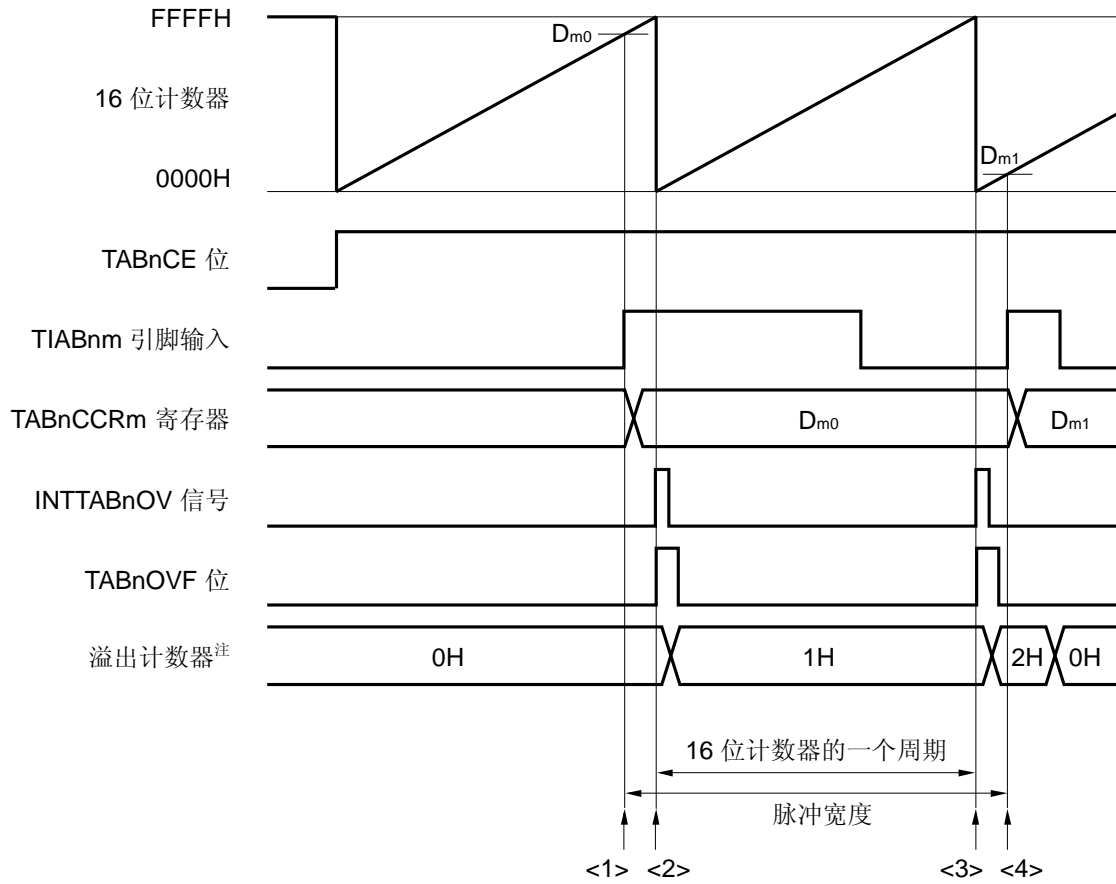 FFFFH
Dm0
16 位计数器
Dm1
0000H
TABnCE 位
TIABnm 引脚输入
TABnCCRm 寄存器
Dm0
Dm1
INTTABnOV 信号
TABnOVF 位
溢出计数器注
0H
1H
2H
0H
16 位计数器的一个周期
脉冲宽度
<1>
<2>
<3>
<4>